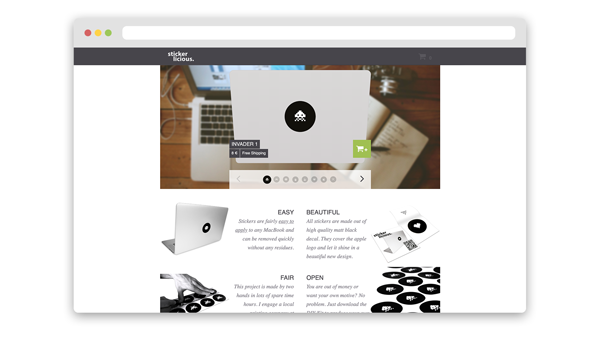 sticker
licious.
INVADER 1
Free Shipping
EASY
Stickers are fairly easy to
apply to any MacBook and
can be removed quickly
without any residues.
BEAUTIFUL
All stickers are made out of
high quality matt black
decal. They cover the apple
logo and let it shine in a
beautiful new design.
FAIR
This project is made by two
hands in lots of spare time
hours. I engage a local
OPEN
You are out of money or
want your own motive? No
problem. Just download the